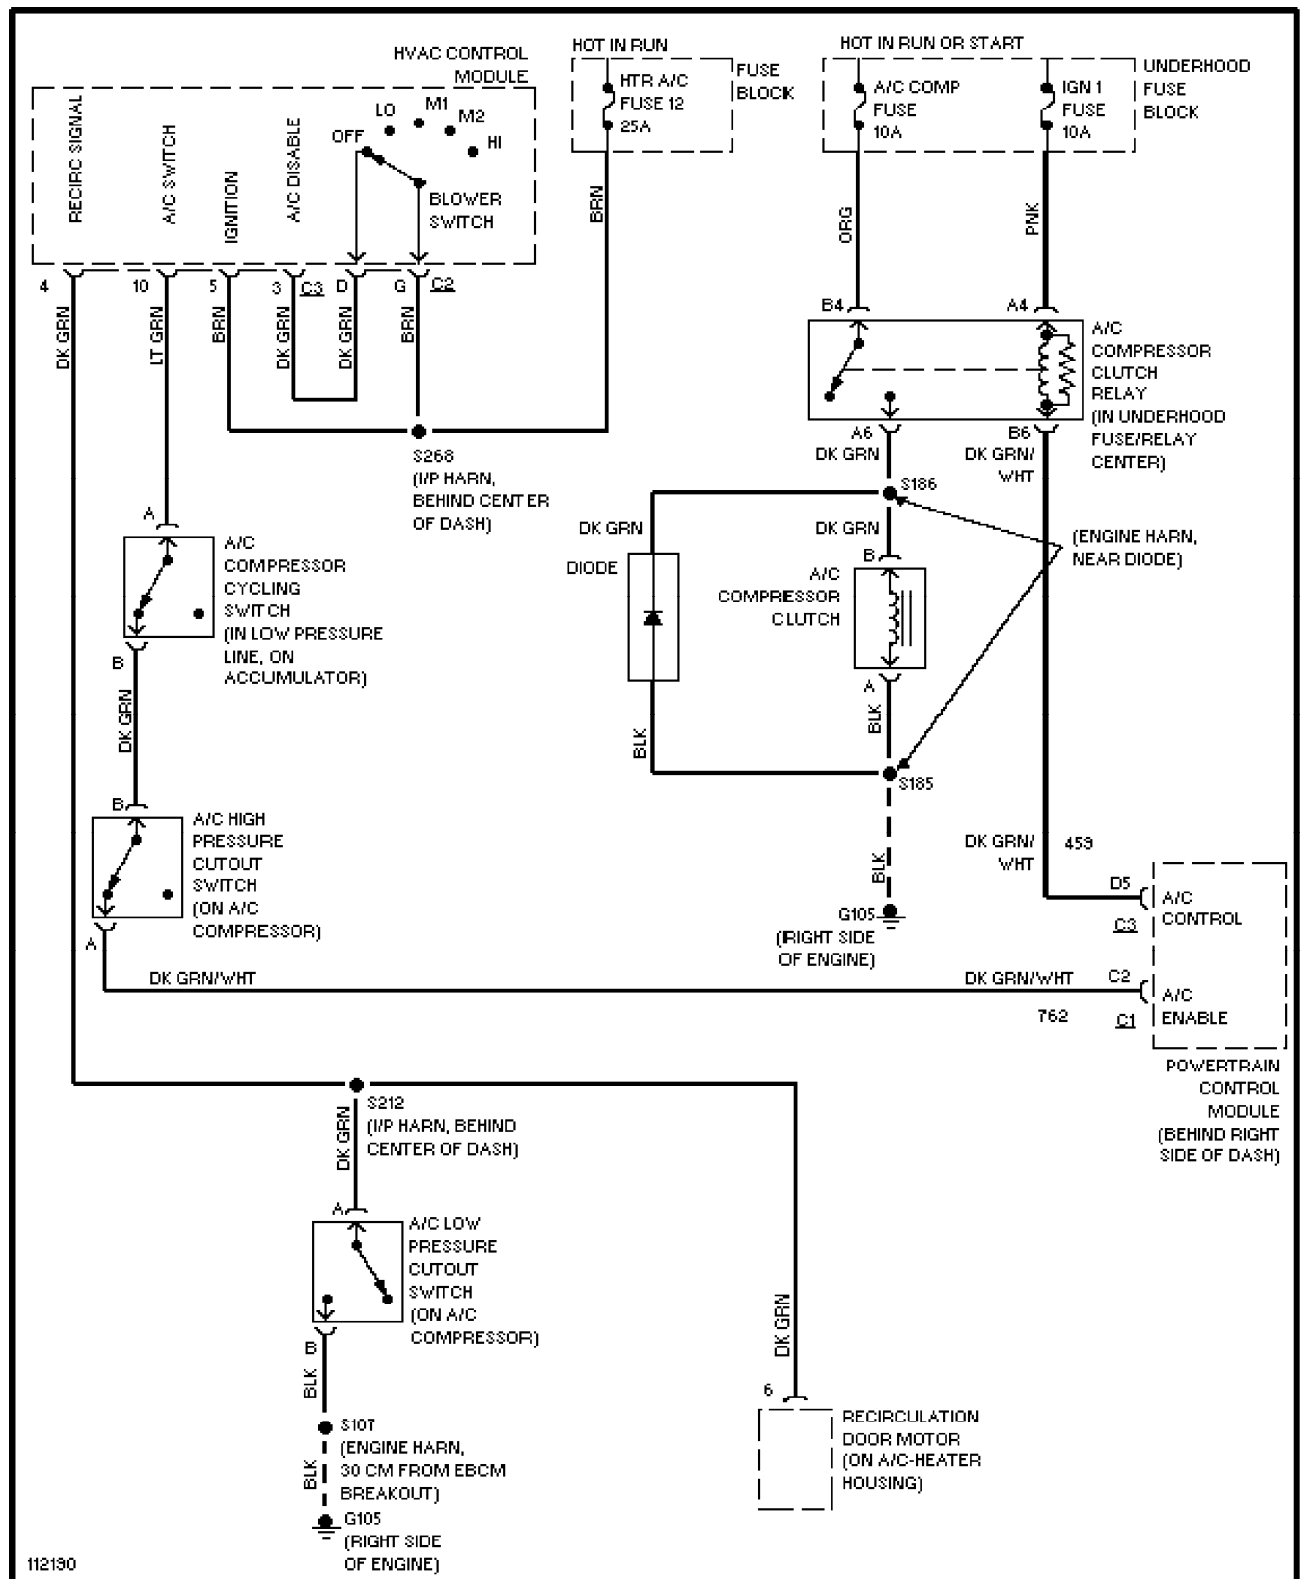 HVAC CONTROL
MODULE
RECIRC SIGNAL
A/C SWITCH
IGNITION
A/C DISABLE
OFF
LO
M1
M2
HI
BLOWER
SWITCH
HOT IN RUN
HTR A/C
FUSE 12
25A
FUSE
BLOCK
HOT IN RUN OR START
A/C COMP
FUSE
10A
IGN 1
FUSE
10A
UNDERHOOD
FUSE
BLOCK
BRN
ORG
PNK
4
10
5
3
C3
D
G
C2
DK GRN
LT GRN
BRN
DK GRN
DK GRN
BRN
B4
A4
A/C
COMPRESSOR
CLUTCH
RELAY
(IN UNDERHOOD
FUSE/RELAY
CENTER)
A6
DK GRN
B6
DK GRN/
WHT
S268
(I/P HARN,
BEHIND CENTER
OF DASH)
S186
DK GRN
DK GRN
(ENGINE HARN,
NEAR DIODE)
A
A/C
COMPRESSOR
CYCLING
SWITCH
(IN LOW PRESSURE
LINE, ON
ACCUMULATOR)
B
DIODE
B
A/C
COMPRESSOR
CLUTCH
A
BLK
BLK
DK GRN
S185
B
A/C HIGH
PRESSURE
CUTOUT
SWITCH
(ON A/C
COMPRESSOR)
A
BLK
G105
(RIGHT SIDE
OF ENGINE)
DK GRN/
WHT
459
D5
C3
A/C
CONTROL
DK GRN/WHT
DK GRN/WHT
C2
762
C1
A/C
ENABLE
POWERTRAIN
CONTROL
MODULE
(BEHIND RIGHT
SIDE OF DASH)
S212
(I/P HARN, BEHIND
CENTER OF DASH)
DK GRN
A
A/C LOW
PRESSURE
CUTOUT
SWITCH
(ON A/C
COMPRESSOR)
B
BLK
DK GRN
S107
(ENGINE HARN,
30 CM FROM EBCM
BREAKOUT)
BLK
G105
(RIGHT SIDE
OF ENGINE)
6
RECIRCULATION
DOOR MOTOR
(ON A/C-HEATER
HOUSING)
112190